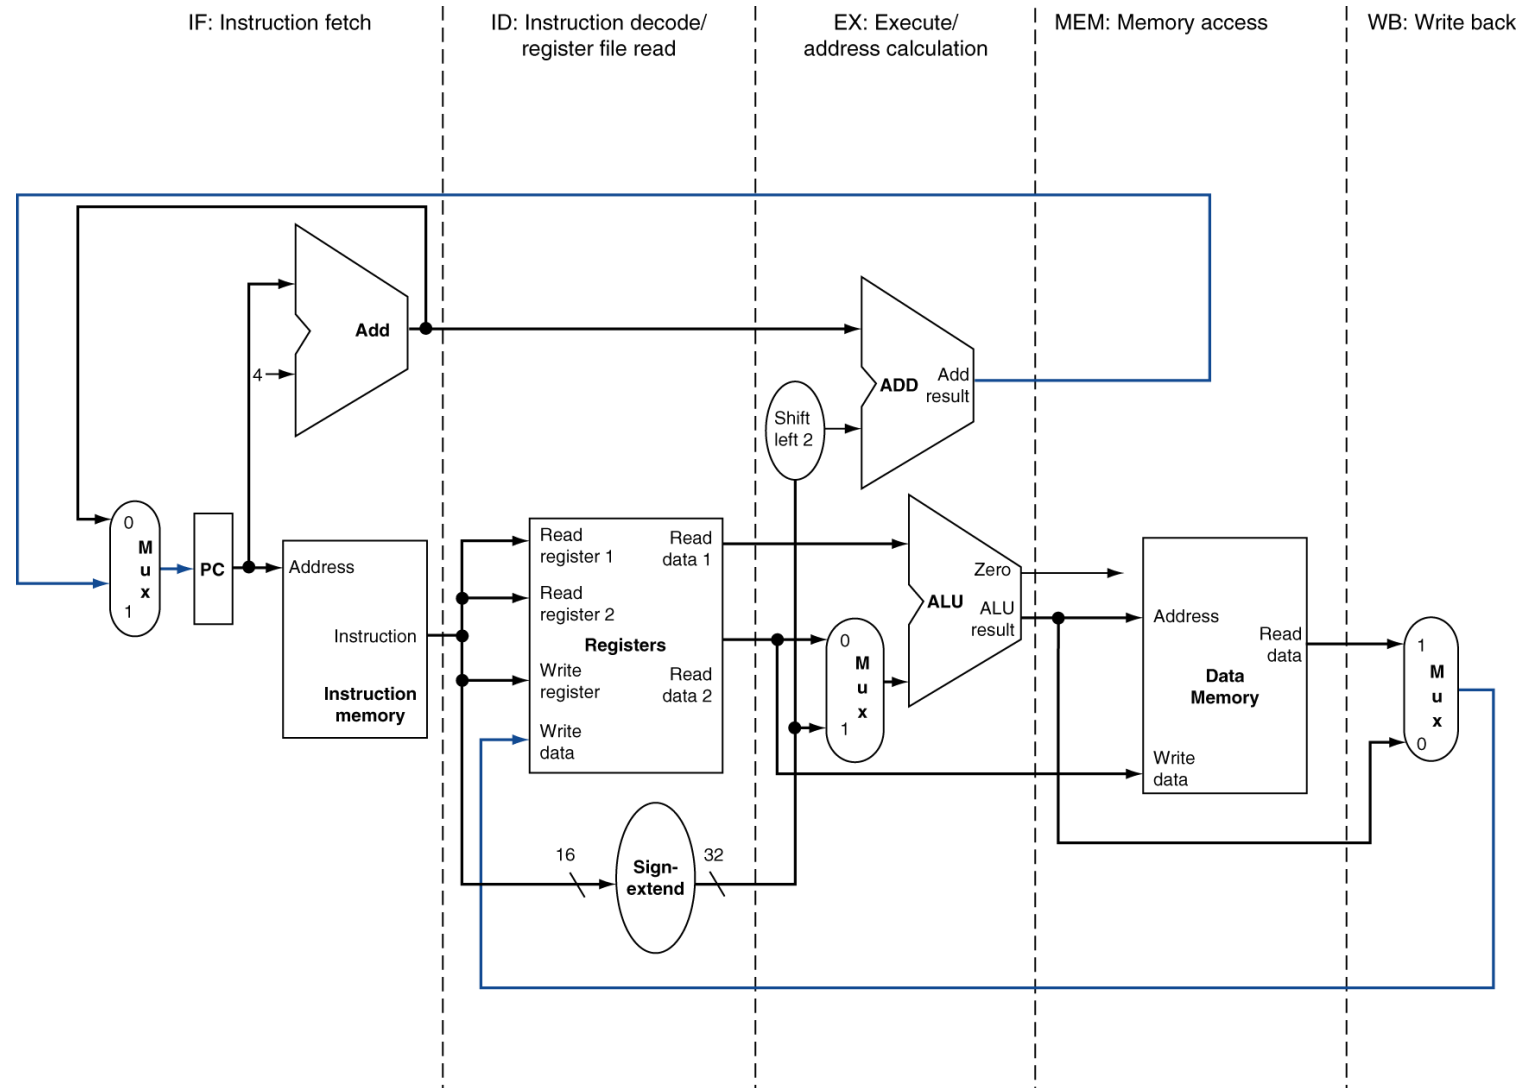 IF: Instruction fetch
ID: Instruction decode/
register file read
EX: Execute/
address calculation
MEM: Memory access
WB: Write back
Add
4
ADD
Add
result
Shift
left 2
0
M
u
x
1
PC
Address
Instruction
Instruction
memory
Read
register 1
Read
data 1
Read
register 2
Registers
Write
register
Read
data 2
Write
data
16
Sign-
extend
32
0
M
u
x
1
Zero
ALU
ALU
result
Address
Read
data
Data
Memory
Write
data
1
M
u
x
0